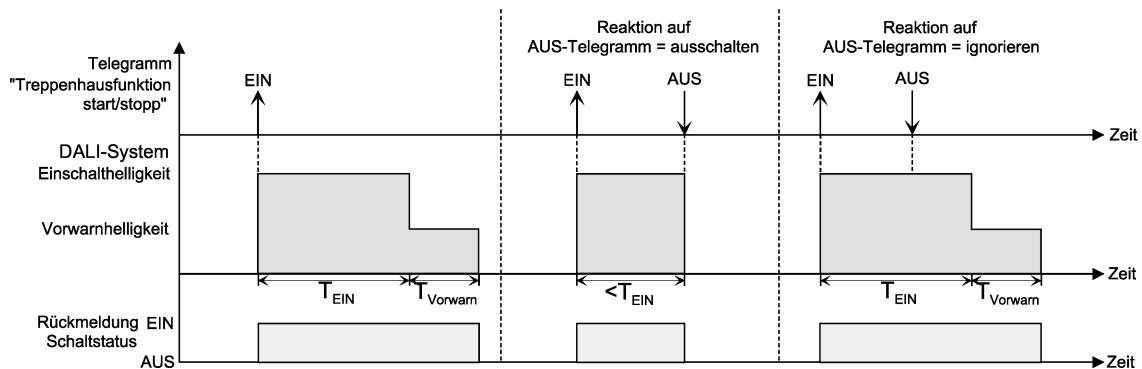 Reaktion auf
AUS-Telegramm = ausschalten
Reaktion auf
AUS-Telegramm = ignorieren
Telegramm
"Treppenhausfunktion
start/stopp"
EIN
EIN
AUS
EIN
AUS
Zeit
DALI-System
Einschalthelligkeit
Vorwarnhelligkeit
Zeit
TEIN
TVorwarn
<TEIN
TEIN
TVorwarn
Rückmeldung EIN
Schaltstatus
AUS
Zeit